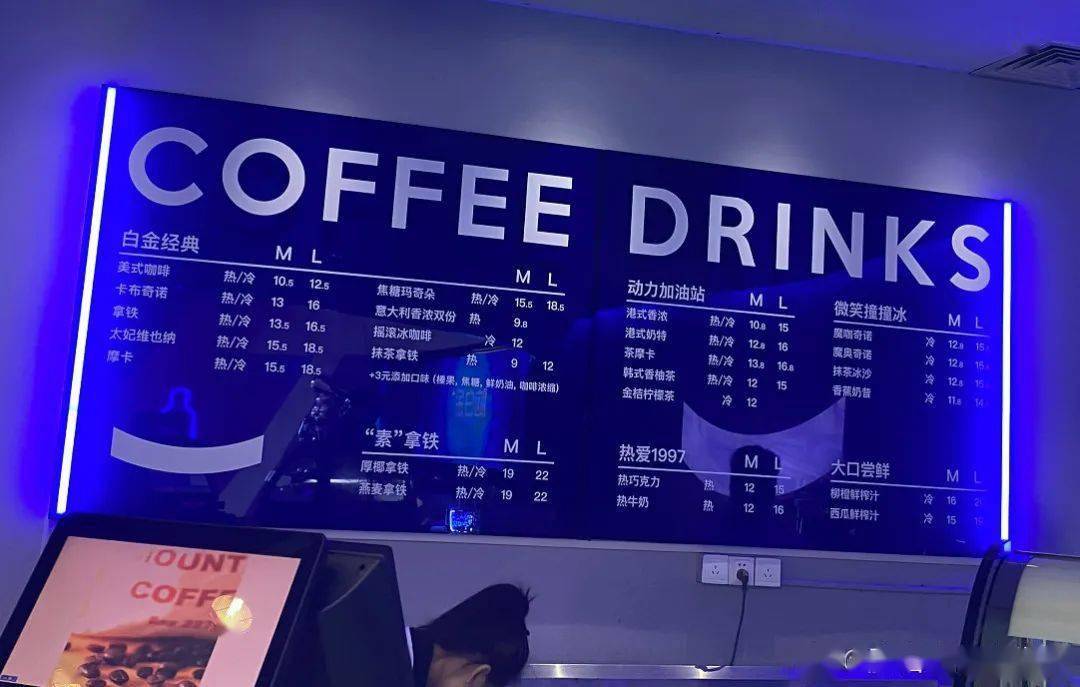 COFFEE DRINKS
白金经典 M L
美式咖啡 热/冷 10.5 12.5
卡布奇诺 热/冷 13 16
拿铁 热/冷 13.5 16.5
太妃维也纳 热/冷 15.5 18.5
摩卡 热/冷 15.5 18.5
M L
焦糖玛奇朵 热/冷 15.5 18.5
意大利香浓双份 热 9.8
摇滚冰咖啡 冷 12
抹茶拿铁 热 9 12
+3元添加口味 (榛果, 焦糖, 鲜奶油, 咖啡浓缩)
“素”拿铁 M L
厚椰拿铁 热/冷 19 22
燕麦拿铁 热/冷 19 22
动力加油站 M L
港式香浓 热/冷 10.8 15
港式奶特 热/冷 12.8 16
茶摩卡 热/冷 13.8 16.8
韩式香柚茶 热/冷 12 15
金桔柠檬茶 冷 12
热爱1997 M L
热巧克力 热 12 15
热牛奶 热 12 16
微笑撞撞冰 M L
魔咖奇诺 冷 12.8
魔奥奇诺 冷 12.8
抹茶冰沙 冷 12.8
香蕉奶昔 冷 11.8
大口尝鲜 M L
柳橙鲜榨汁 冷 16
西瓜鲜榨汁 冷 15
OUNT
COFFE